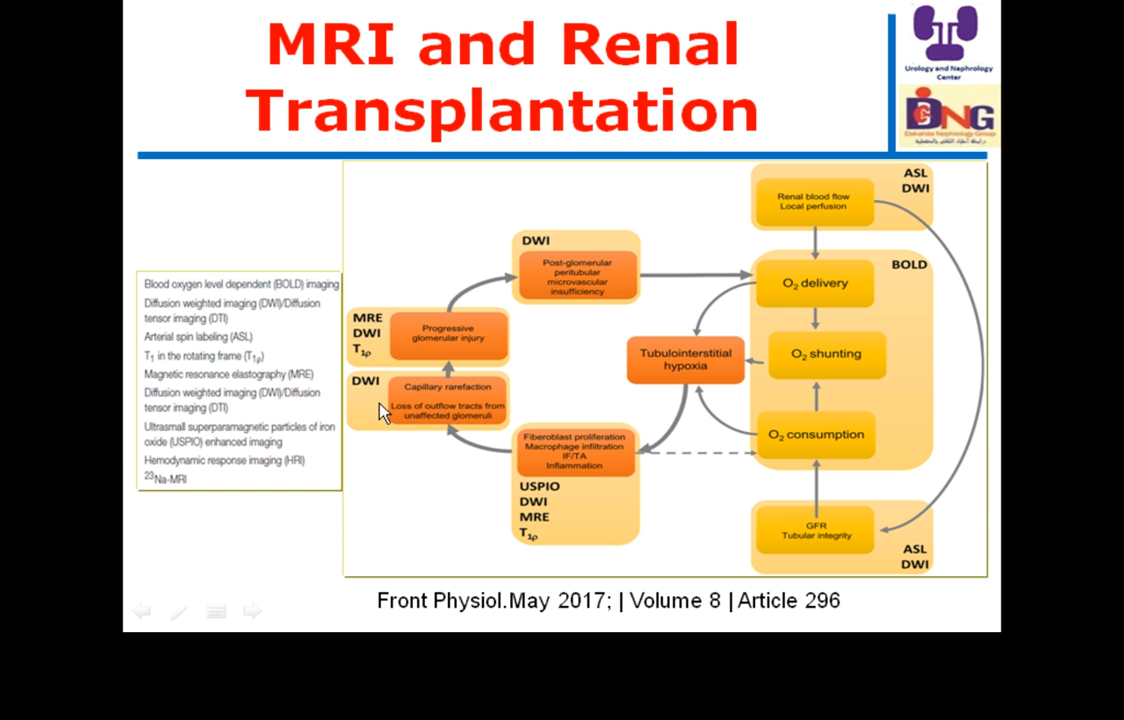 MRI and Renal
Transplantation
Urology and Nephrology
Center
Dakahlia Nephrology Group
Blood oxygen level dependent (BOLD) imaging
Diffusion weighted imaging (DWI)/Diffusion
tensor imaging (DTI)
Arterial spin labeling (ASL)
T1 in the rotating frame (T1ρ)
Magnetic resonance elastography (MRE)
Diffusion weighted imaging (DWI)/Diffusion
tensor imaging (DTI)
Ultrasmall superparamagnetic particles of iron
oxide (USPIO) enhanced imaging
Hemodynamic response imaging (HRI)
23Na-MRI
MRE
DWI
T1ρ
Progressive
glomerular injury
DWI
Capillary rarefaction
Loss of outflow tracts from
unaffected glomeruli
DWI
Post-glomerular
peritubular
microvascular
insufficiency
Fiberoblast proliferation
Macrophage infiltration
IF/TA
Inflammation
USPIO
DWI
MRE
T1ρ
Tubulointerstitial
hypoxia
ASL
DWI
Renal blood flow
Local perfusion
BOLD
O2 delivery
O2 shunting
O2 consumption
GFR
Tubular integrity
ASL
DWI
Front Physiol.May 2017; | Volume 8 | Article 296